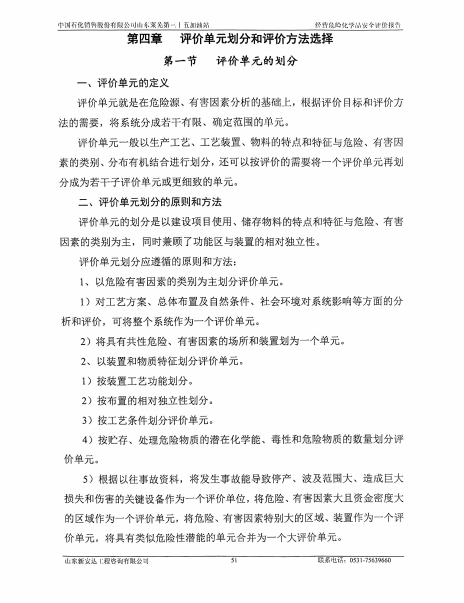 中国石化销售股份有限公司山东莱芜第三十五加油站 经营危险化学品安全评价报告
第四章 评价单元划分和评价方法选择
第一节 评价单元的划分
一、评价单元的定义
评价单元就是在危险源、有害因素分析的基础上，根据评价目标和评价方
法的需要，将系统分成若干有限、确定范围的单元。
评价单元一般以生产工艺、工艺装置、物料的特点和特征与危险、有害因
素的类别、分布有机结合进行划分，还可以按评价的需要将一个评价单元再划
分成为若干子评价单元或更细致的单元。
二、评价单元划分的原则和方法
评价单元的划分是以建设项目使用、储存物料的特点和特征与危险、有害
因素的类别为主，同时兼顾了功能区与装置的相对独立性。
评价单元划分应遵循的原则和方法：
1、以危险有害因素的类别为主划分评价单元。
1）对工艺方案、总体布置及自然条件、社会环境对系统影响等方面的分
析和评价，可将整个系统作为一个评价单元。
2）将具有共性危险、有害因素的场所和装置划为一个单元。
2、以装置和物质特征划分评价单元。
1）按装置工艺功能划分。
2）按布置的相对独立性划分。
3）按工艺条件划分评价单元。
4）按贮存、处理危险物质的潜在化学能、毒性和危险物质的数量划分评
价单元。
5）根据以往事故资料，将发生事故能导致停产、波及范围大、造成巨大
损失和伤害的关键设备作为一个评价单位，将危险、有害因素大且资金密度大
的区域作为一个评价单元，将危险、有害因素特别大的区域、装置作为一个评
价单元，将具有类似危险性潜能的单元合并为一个大评价单元。
山东新安达工程咨询有限公司 51 联系电话：0531-75639660